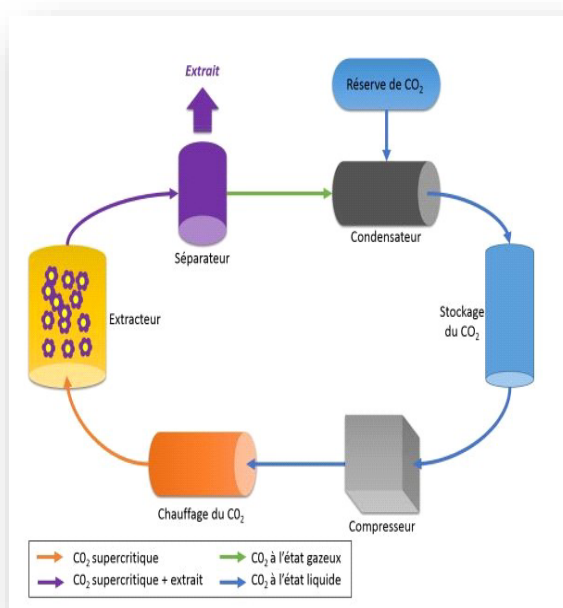 Extrait
Réserve de CO₂
Séparateur
Condensateur
Extracteur
Stockage
du CO₂
Chauffage du C0₂
Compresseur
CO₂ supercritique
CO₂ à l'état gazeux
CO₂ supercritique + extrait
CO₂ à l'état liquide